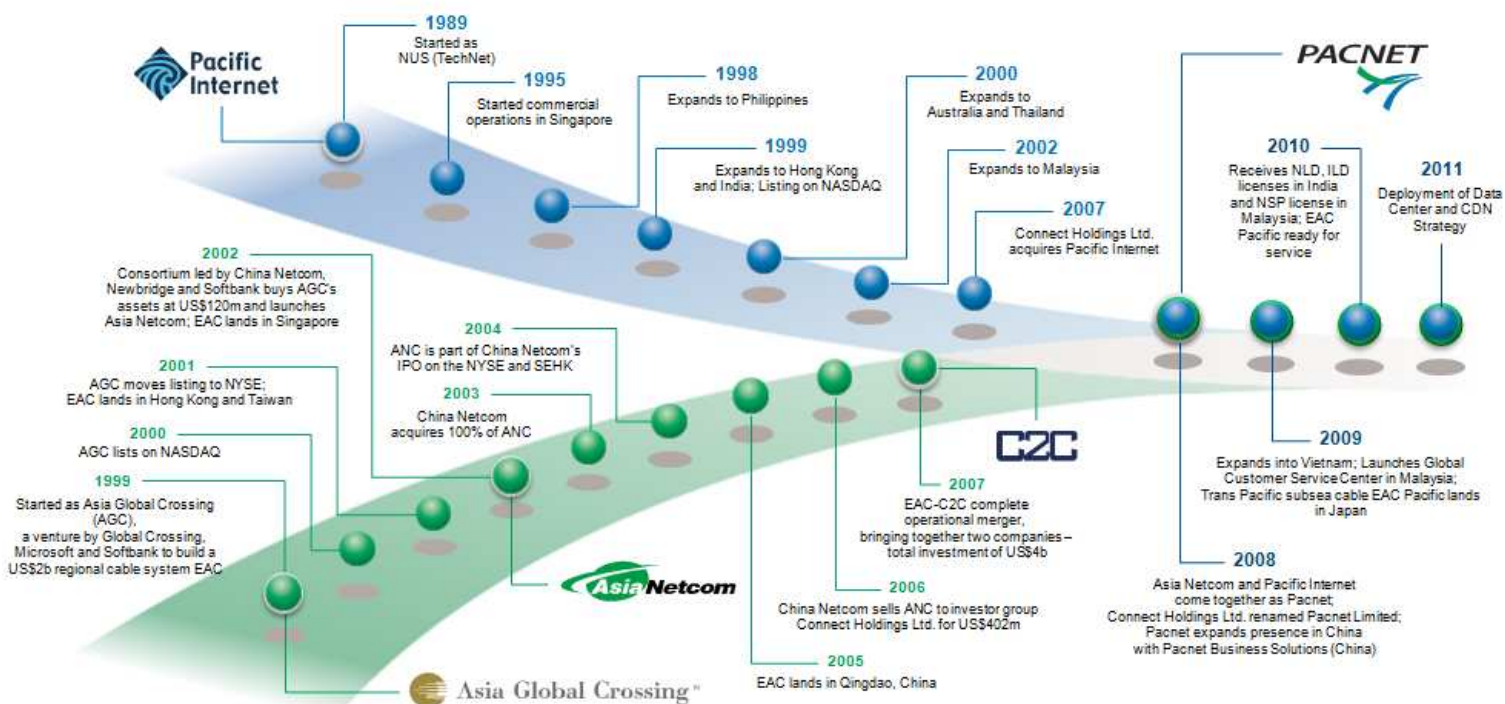 Pacific
Internet
1989
Started as
NUS (TechNet)
1995
Started commercial
operations in Singapore
1998
Expands to Philippines
1999
Expands to Hong Kong
and India; Listing on NASDAQ
2000
Expands to
Australia and Thailand
2002
Expands to Malaysia
2007
Connect Holdings Ltd.
acquires Pacific Internet
PACNET
2010
Receives NLD, ILD
licenses in India
and NSP license in
Malaysia; EAC
Pacific ready for
service
2011
Deployment of Data
Center and CDN
Strategy
2002
Consortium led by China Netcom,
Newbridge and Softbank buys AGC's
assets at US$120m and launches
Asia Netcom; EAC lands in Singapore
2004
ANC is part of China Netcom's
IPO on the NYSE and SEHK
2001
AGC moves listing to NYSE;
EAC lands in Hong Kong and Taiwan
2003
China Netcom
acquires 100% of ANC
2000
AGC lists on NASDAQ
1999
Started as Asia Global Crossing
(AGC),
a venture by Global Crossing,
Microsoft and Softbank to build a
US$2b regional cable system EAC
C2C
2007
EAC-C2C complete
operational merger,
bringing together two companies –
total investment of US$4b
2009
Expands into Vietnam; Launches Global
Customer Service Center in Malaysia;
Trans Pacific subsea cable EAC Pacific lands
in Japan
AsiaNetcom
2006
China Netcom sells ANC to investor group
Connect Holdings Ltd. for US$402m
2008
Asia Netcom and Pacific Internet
come together as Pacnet;
Connect Holdings Ltd. renamed Pacnet Limited;
Pacnet expands presence in China
with Pacnet Business Solutions (China)
2005
EAC lands in Qingdao, China
Asia Global Crossing